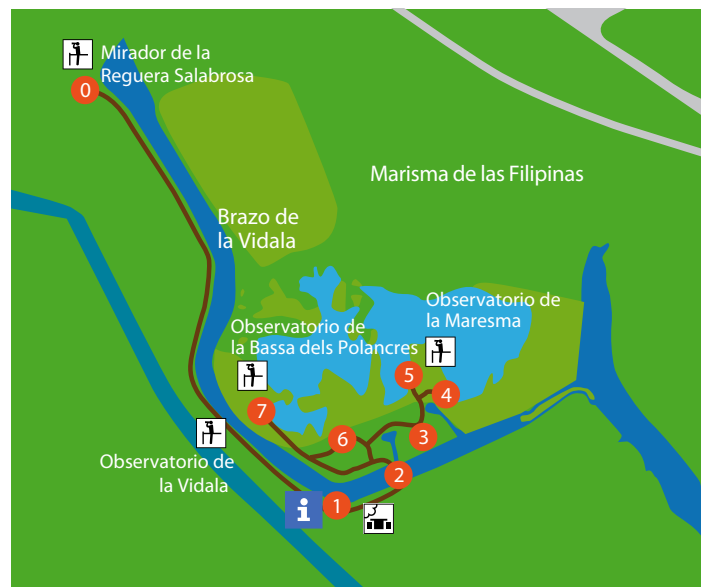 Mirador de la
Reguera Salabrosa
0
Marisma de las Filipinas
Brazo de
la Vidala
Observatorio de
la Maresma
Observatorio de
la Bassa dels Polancres
5
4
7
6
3
Observatorio de
la Vidala
2
i
1